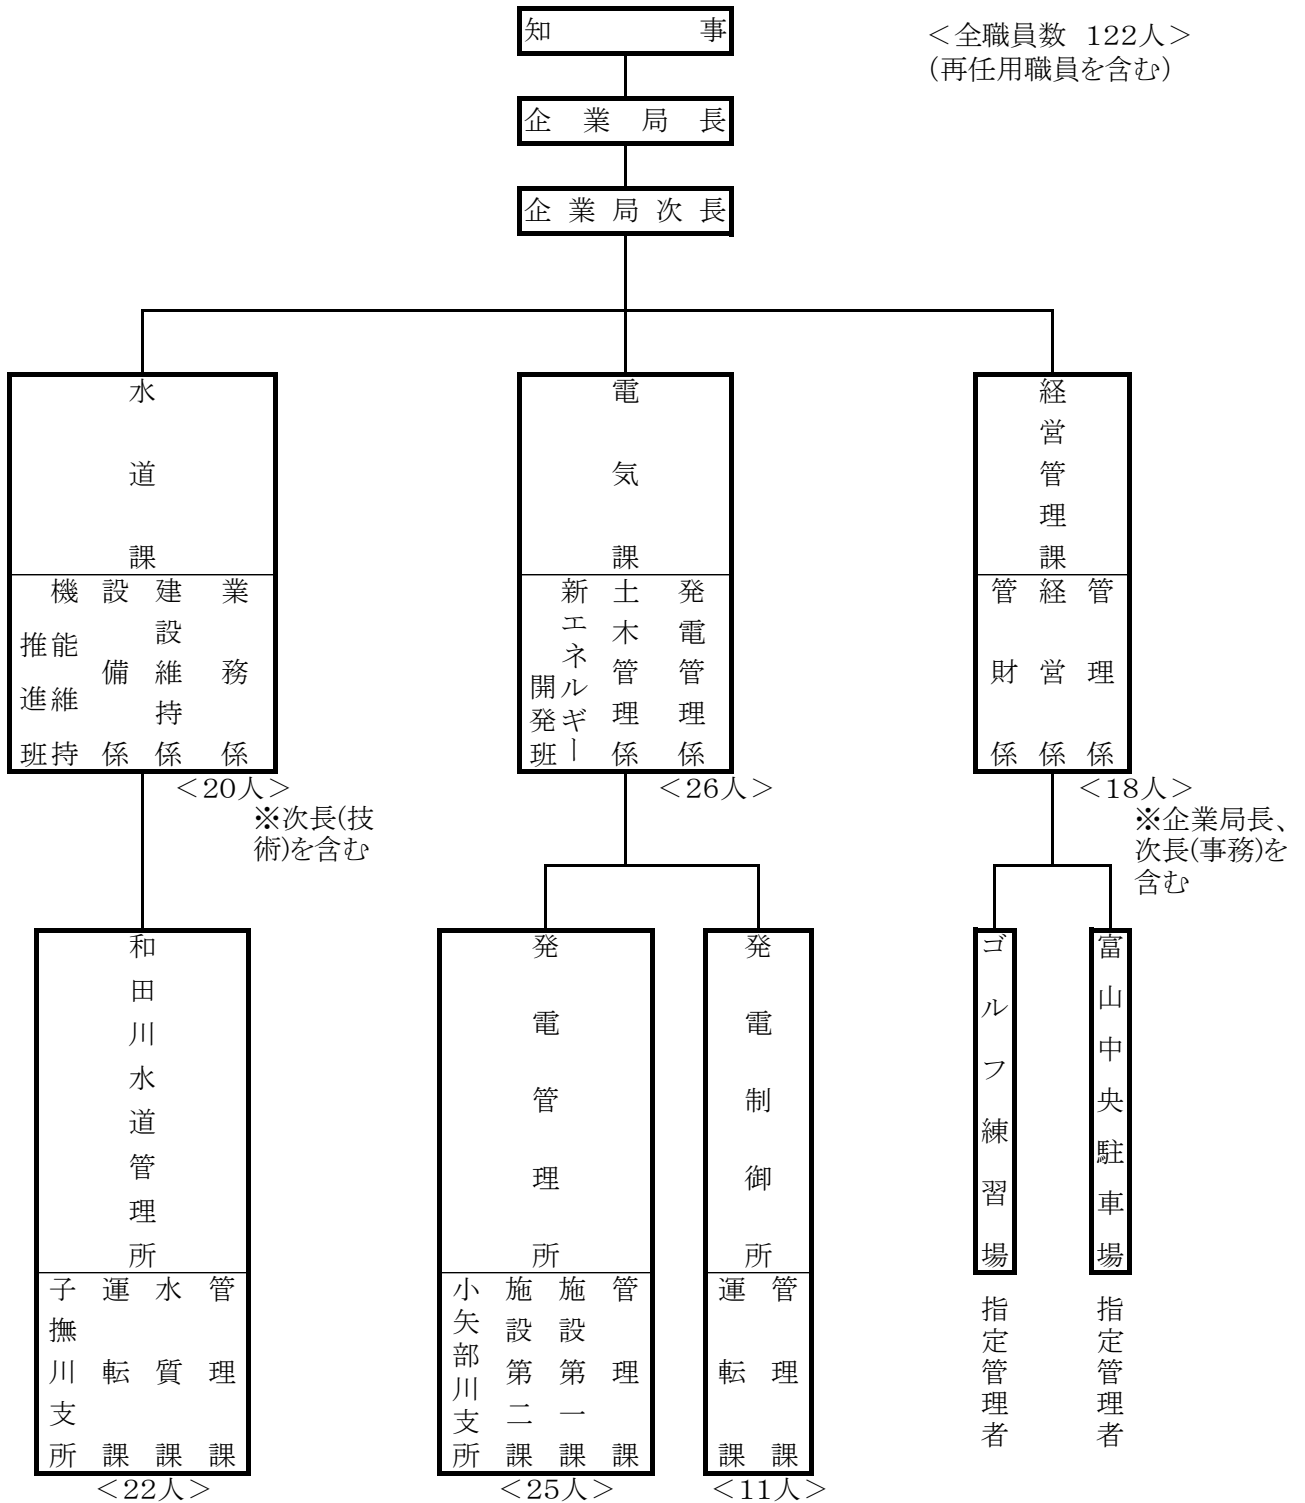 知事
＜全職員数 122人＞
（再任用職員を含む）
企業局長
企業局次長
経営管理課
管理係
経営係
管財係
＜18人＞
※企業局長、
次長(事務)を
含む
電気課
発電管理係
土木管理係
新エネルギー
開発班
＜26人＞
水道課
業務係
建設維持係
設備係
機能維持
推進班
＜20人＞
※次長(技
術)を含む
富山中央駐車場
指定管理者
ゴルフ練習場
指定管理者
発電制御所
管理課
運転課
＜11人＞
発電管理所
管理課
施設第一課
施設第二課
小矢部川支所
＜25人＞
和田川水道管理所
管理課
水質課
運転課
子撫川支所
＜22人＞